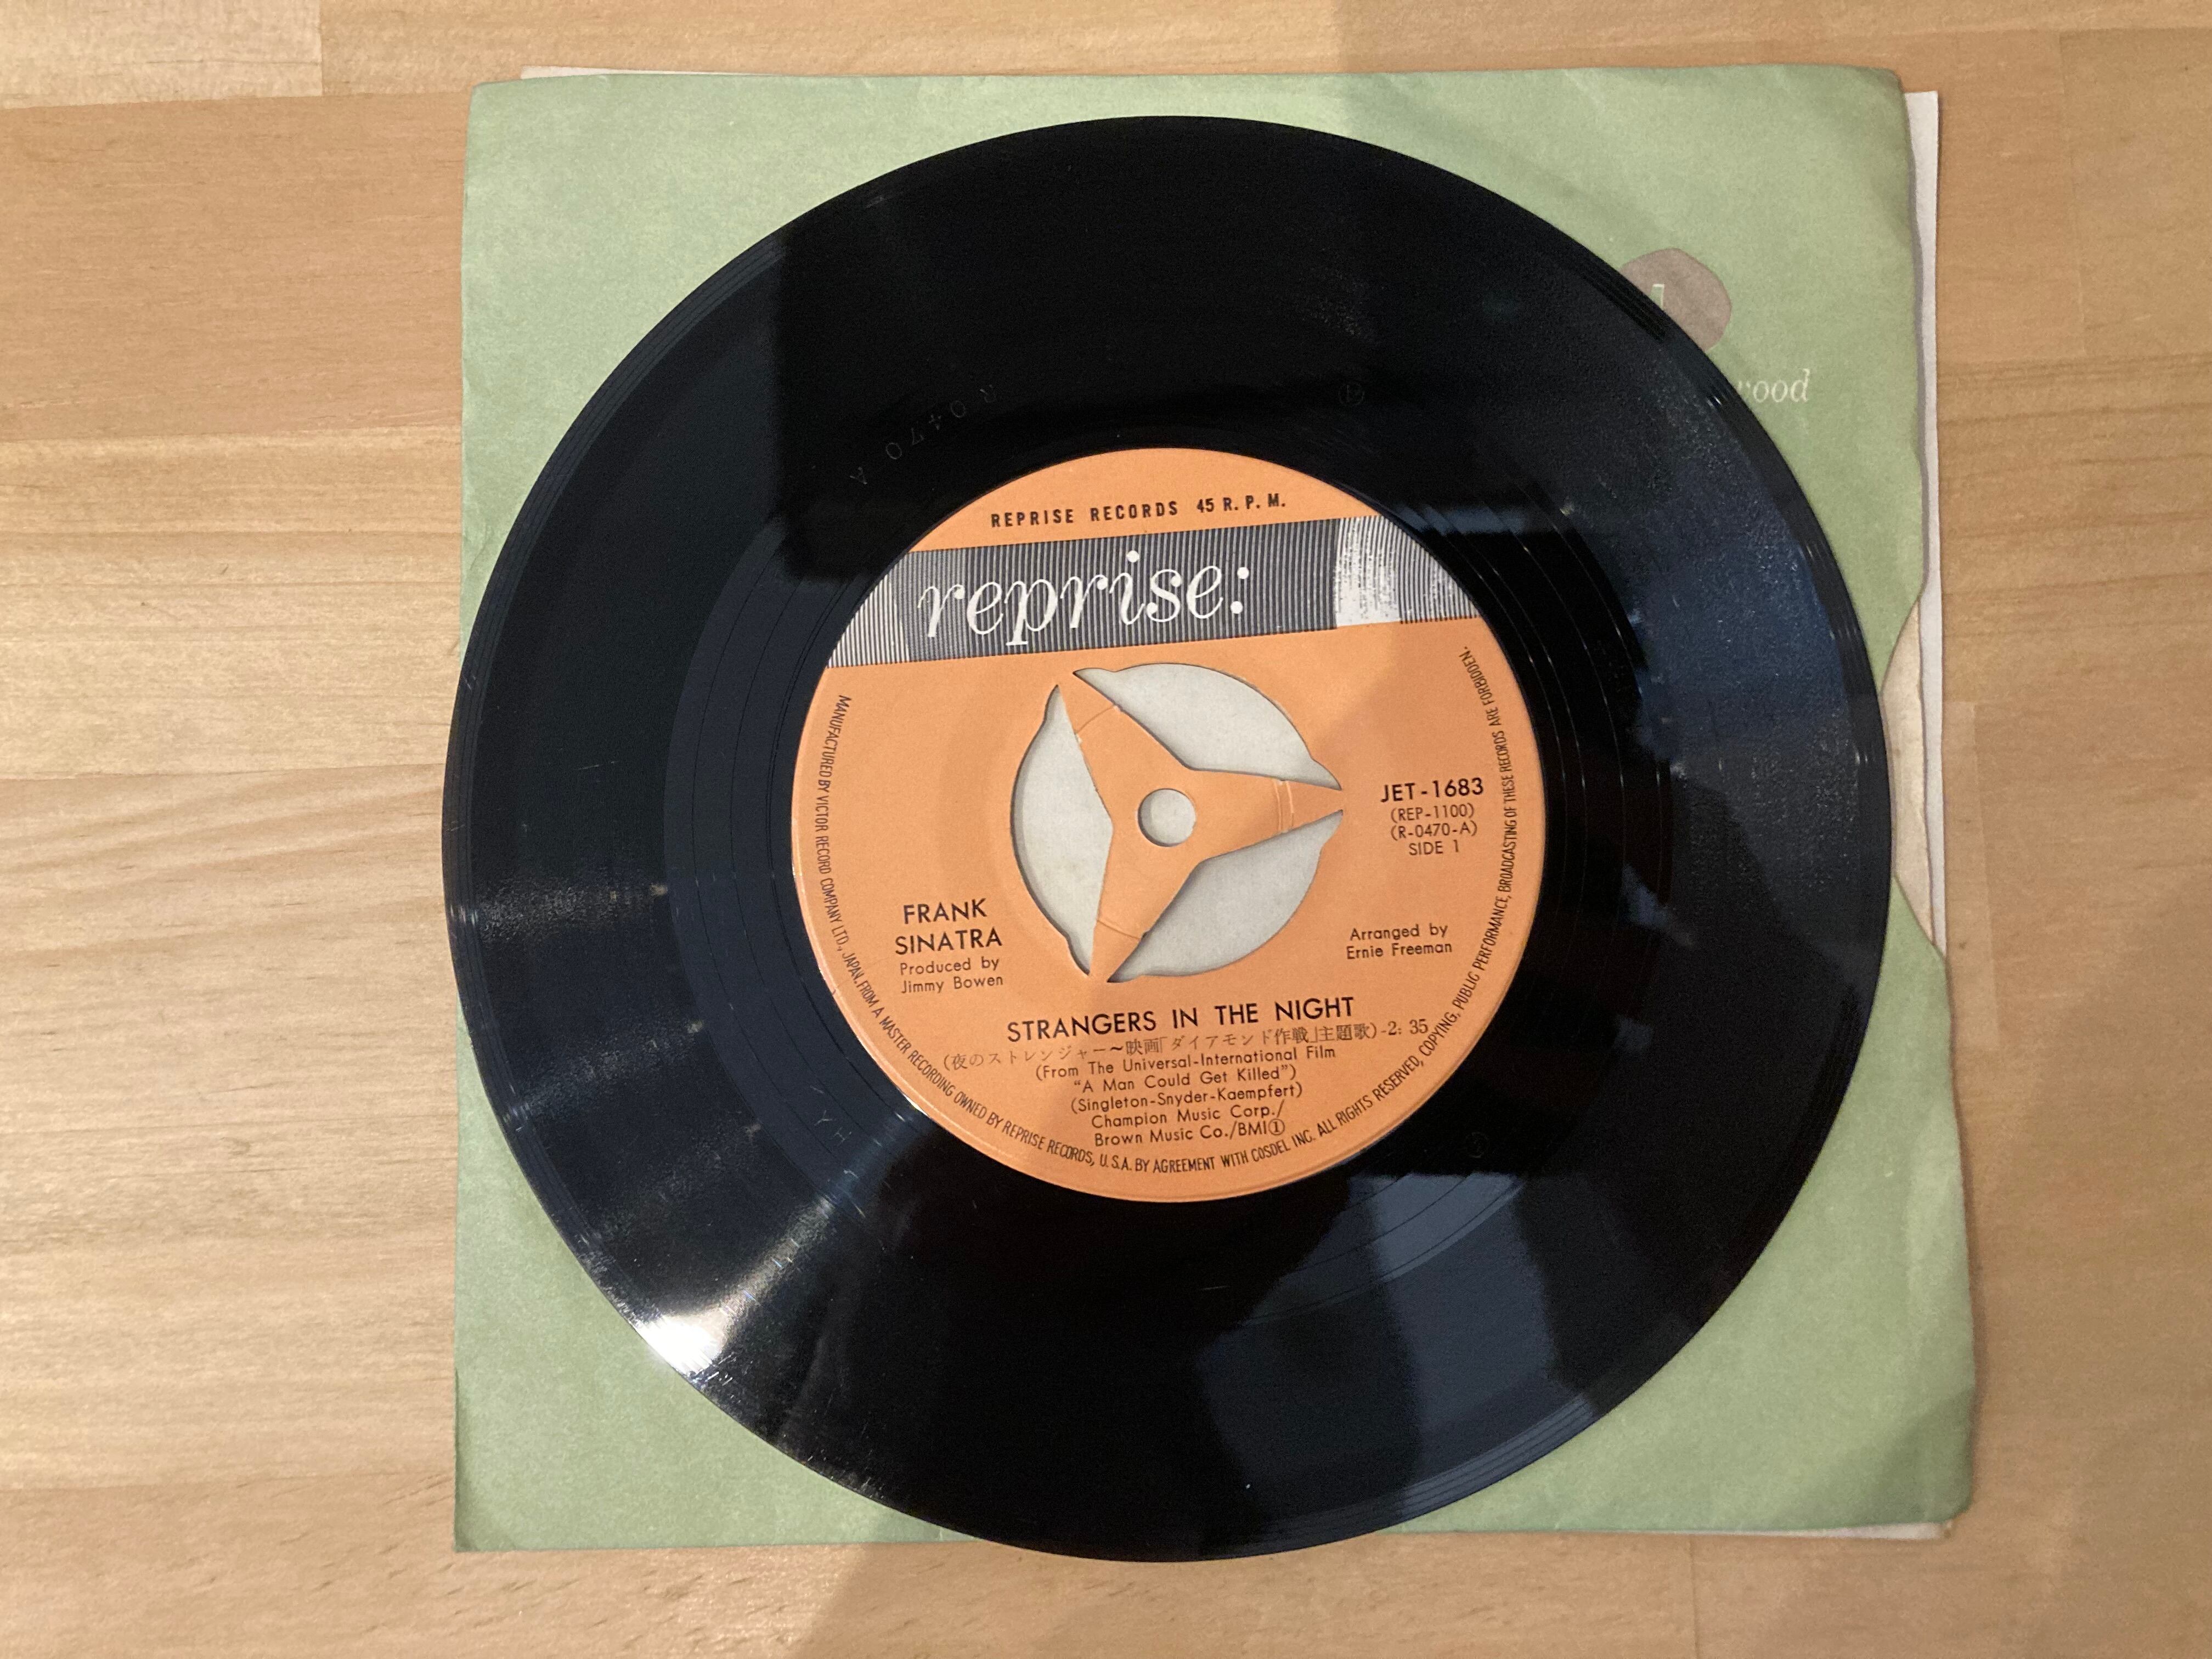 wood
R 0470 A
REPRISE RECORDS 45 R. P. M.
reprise:
JET-1683
(REP-1100)
(R-0470-A)
SIDE 1
FRANK
SINATRA
Produced by
Jimmy Bowen
Arranged by
Ernie Freeman
STRANGERS IN THE NIGHT
(夜のストレンジャー〜映画「ダイアモンド作戦」主題歌)-2: 35
(From The Universal-International Film
"A Man Could Get Killed")
(Singleton-Snyder-Kaempfert)
Champion Music Corp./
Brown Music Co./BMI①
MANUFACTURED BY VICTOR RECORD COMPANY LTD., JAPAN. FROM A MASTER RECORDING OWNED BY REPRISE RECORDS, U.S.A. BY AGREEMENT WITH COSDEL INC. ALL RIGHTS RESERVED, COPYING, PUBLIC PERFORMANCE, BROADCASTING OF THESE RECORDS ARE FORBIDDEN.
YH